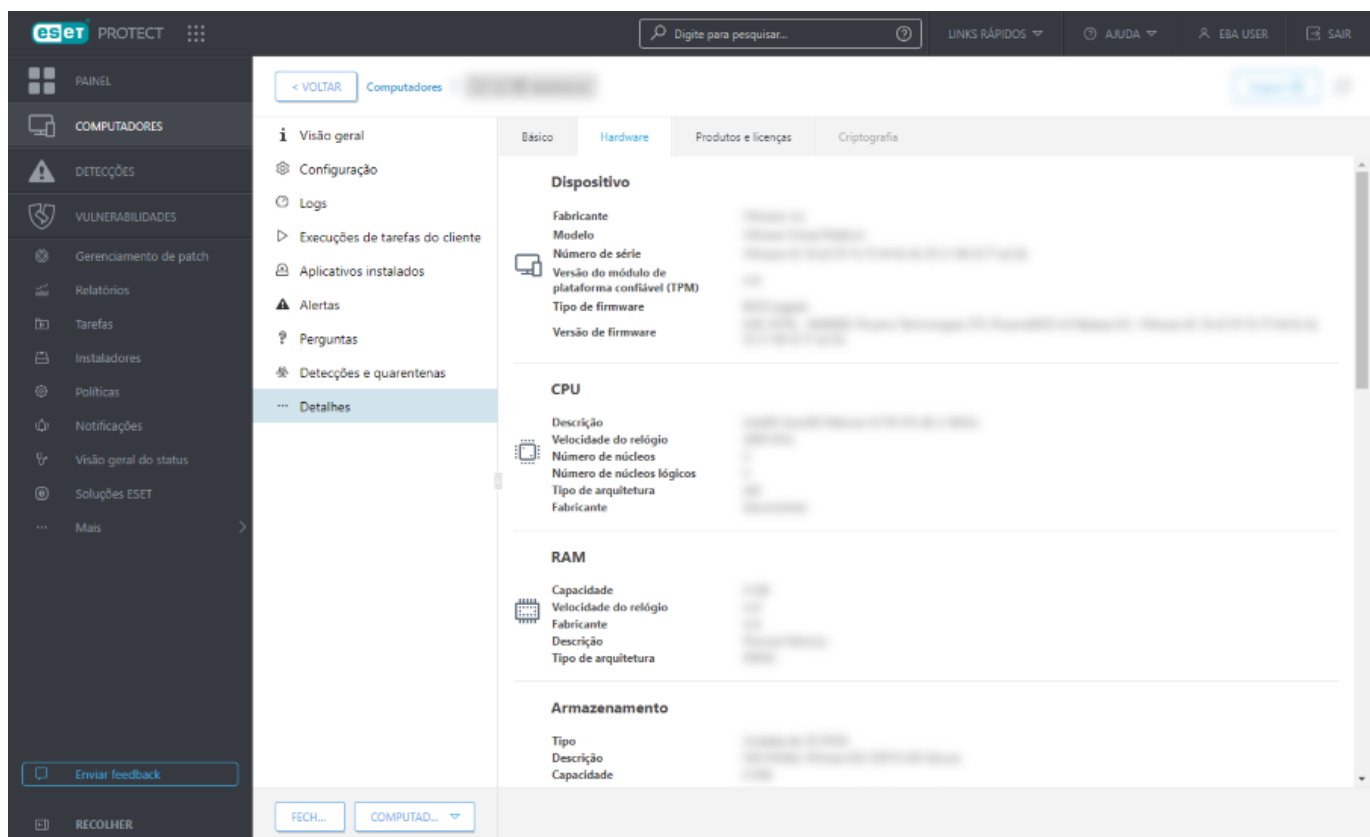 eset PROTECT
Digite para pesquisar...
LINKS RÁPIDOS
AJUDA
EBA USER
SAIR
PAINEL
COMPUTADORES
DETECÇÕES
VULNERABILIDADES
Gerenciamento de patch
Relatórios
Tarefas
Instaladores
Políticas
Notificações
Visão geral do status
Soluções ESET
Mais
Enviar feedback
RECOLHER
< VOLTAR
Computadores
Visão geral
Configuração
Logs
Execuções de tarefas do cliente
Aplicativos instalados
Alertas
Perguntas
Detecções e quarentenas
Detalhes
FECH...
COMPUTAD...
Básico
Hardware
Produtos e licenças
Criptografia
Dispositivo
Fabricante
Modelo
Número de série
Versão do módulo de
plataforma confiável (TPM)
Tipo de firmware
Versão de firmware
CPU
Descrição
Velocidade do relógio
Número de núcleos
Número de núcleos lógicos
Tipo de arquitetura
Fabricante
RAM
Capacidade
Velocidade do relógio
Fabricante
Descrição
Tipo de arquitetura
Armazenamento
Tipo
Descrição
Capacidade